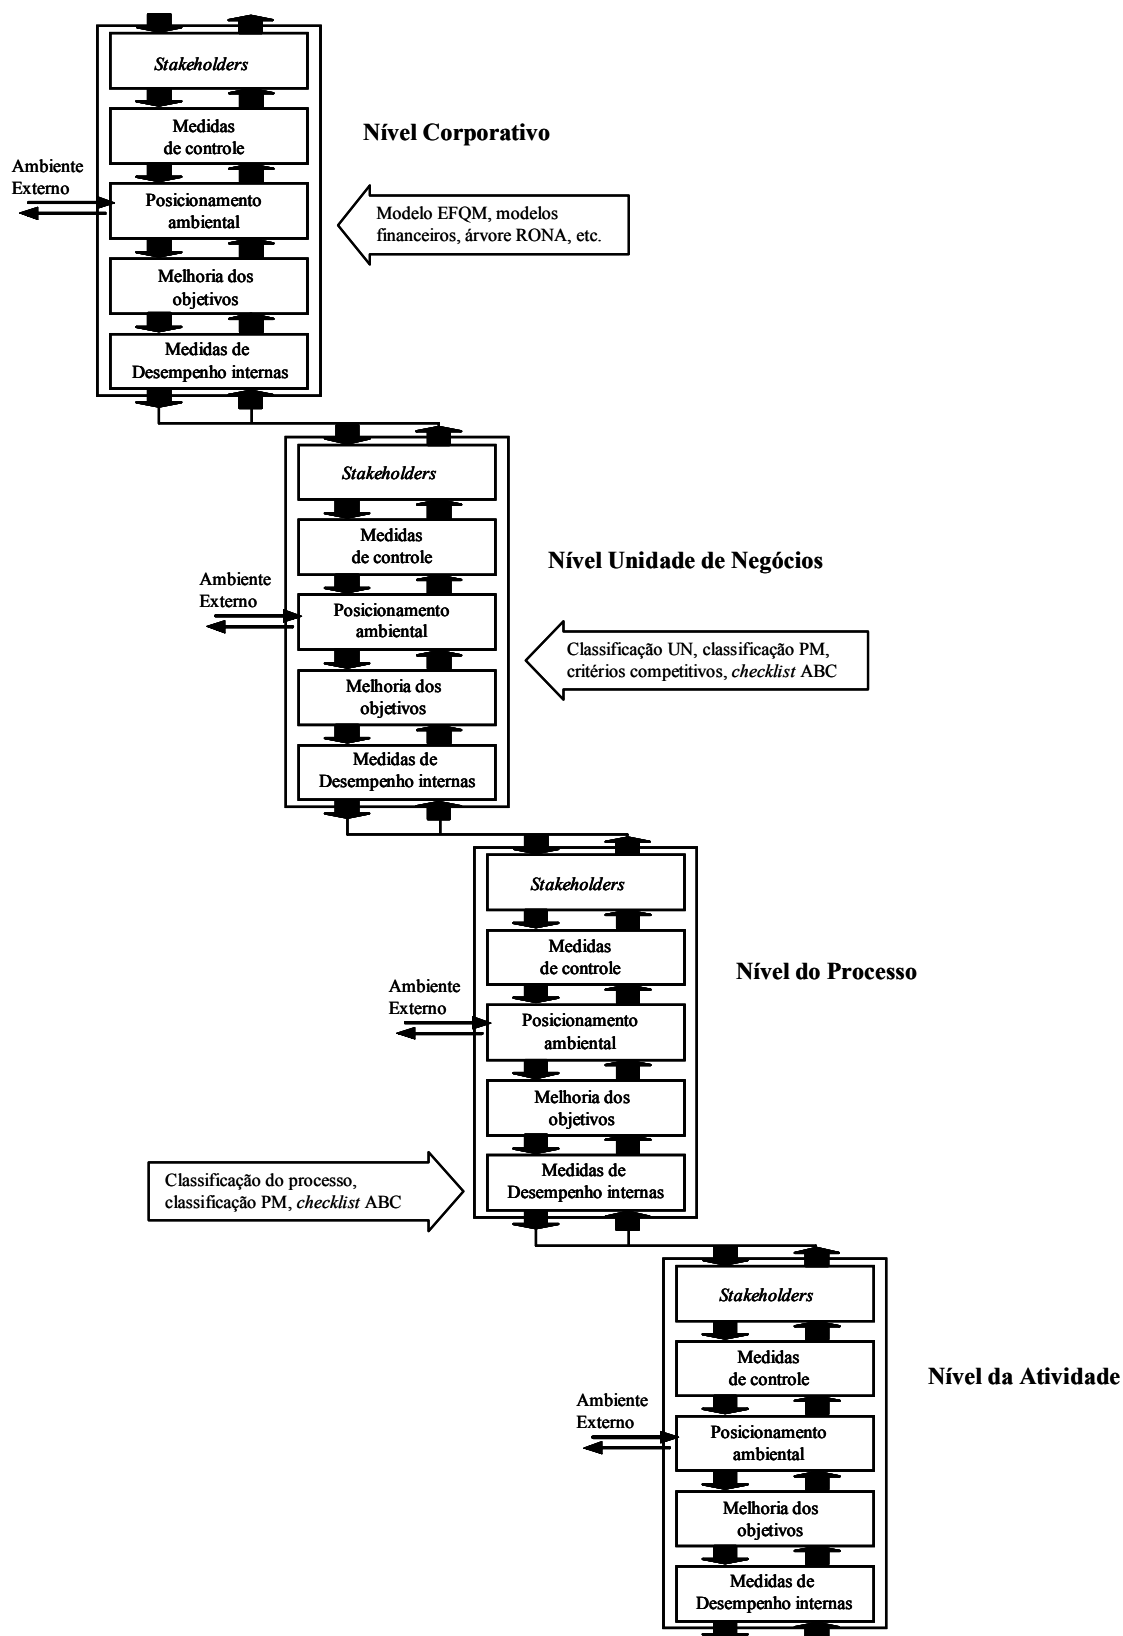 Stakeholders
Medidas
de controle
Nível Corporativo
Ambiente
Externo
Posicionamento
ambiental
Modelo EFQM, modelos
financeiros, árvore RONA, etc.
Melhoria dos
objetivos
Medidas de
Desempenho internas
Stakeholders
Medidas
de controle
Nível Unidade de Negócios
Ambiente
Externo
Posicionamento
ambiental
Classificação UN, classificação PM,
critérios competitivos, checklist ABC
Melhoria dos
objetivos
Medidas de
Desempenho internas
Stakeholders
Medidas
de controle
Nível do Processo
Ambiente
Externo
Posicionamento
ambiental
Melhoria dos
objetivos
Medidas de
Desempenho internas
Classificação do processo,
classificação PM, checklist ABC
Stakeholders
Medidas
de controle
Nível da Atividade
Ambiente
Externo
Posicionamento
ambiental
Melhoria dos
objetivos
Medidas de
Desempenho internas